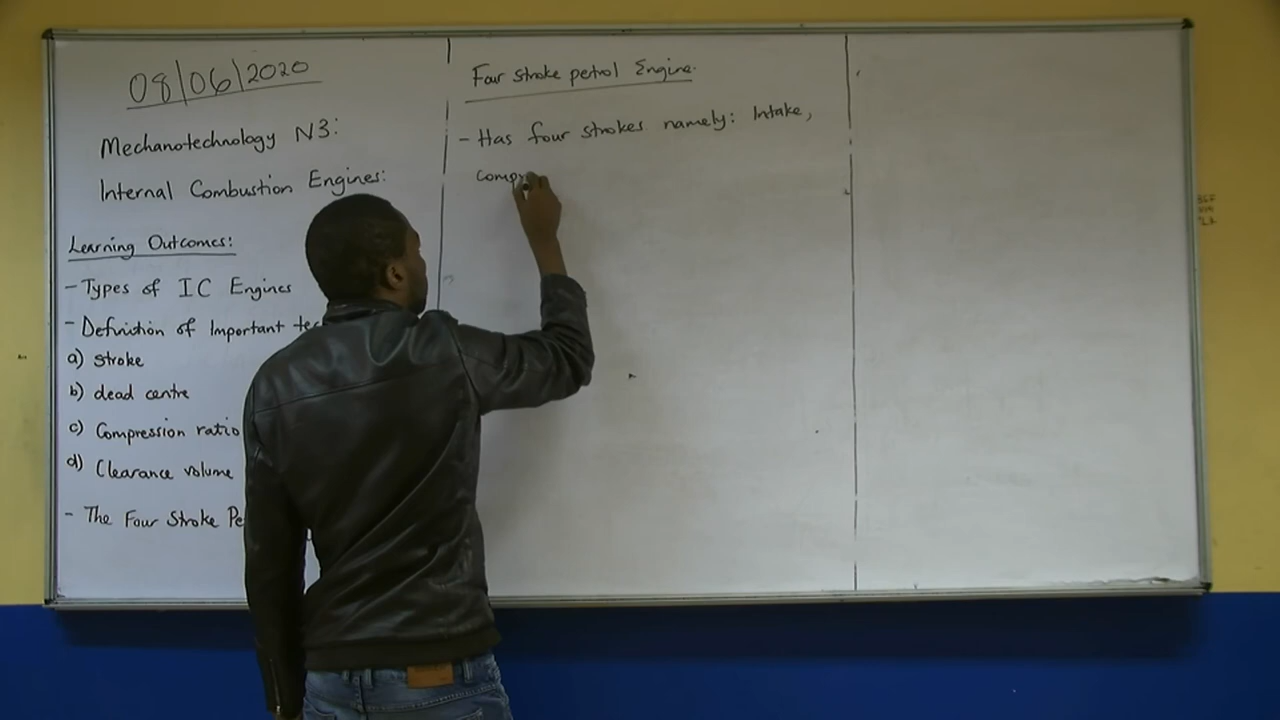 08/06/2020
Mechanotechnology N3:
Internal Combustion Engines:
Learning Outcomes:
- Types of IC Engines
- Definition of Important
a) stroke
b) dead centre
c) Compression ratio
d) Clearance volume
- The Four Stroke
Four stroke petrol Engine.
- Has four strokes namely: Intake,
comp